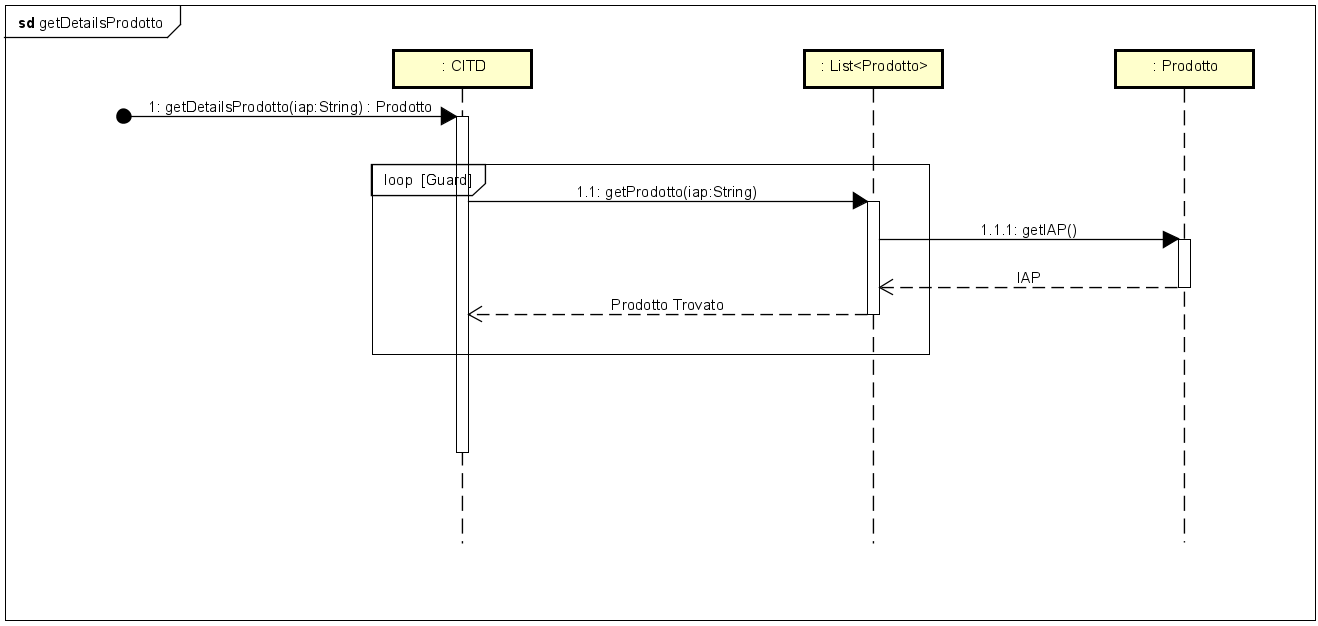 sd getDetailsProdotto
: CITD
: List<Prodotto>
: Prodotto
1: getDetailsProdotto(iap:String) : Prodotto
loop [Guard]
1.1: getProdotto(iap:String)
1.1.1: getIAP()
IAP
Prodotto Trovato